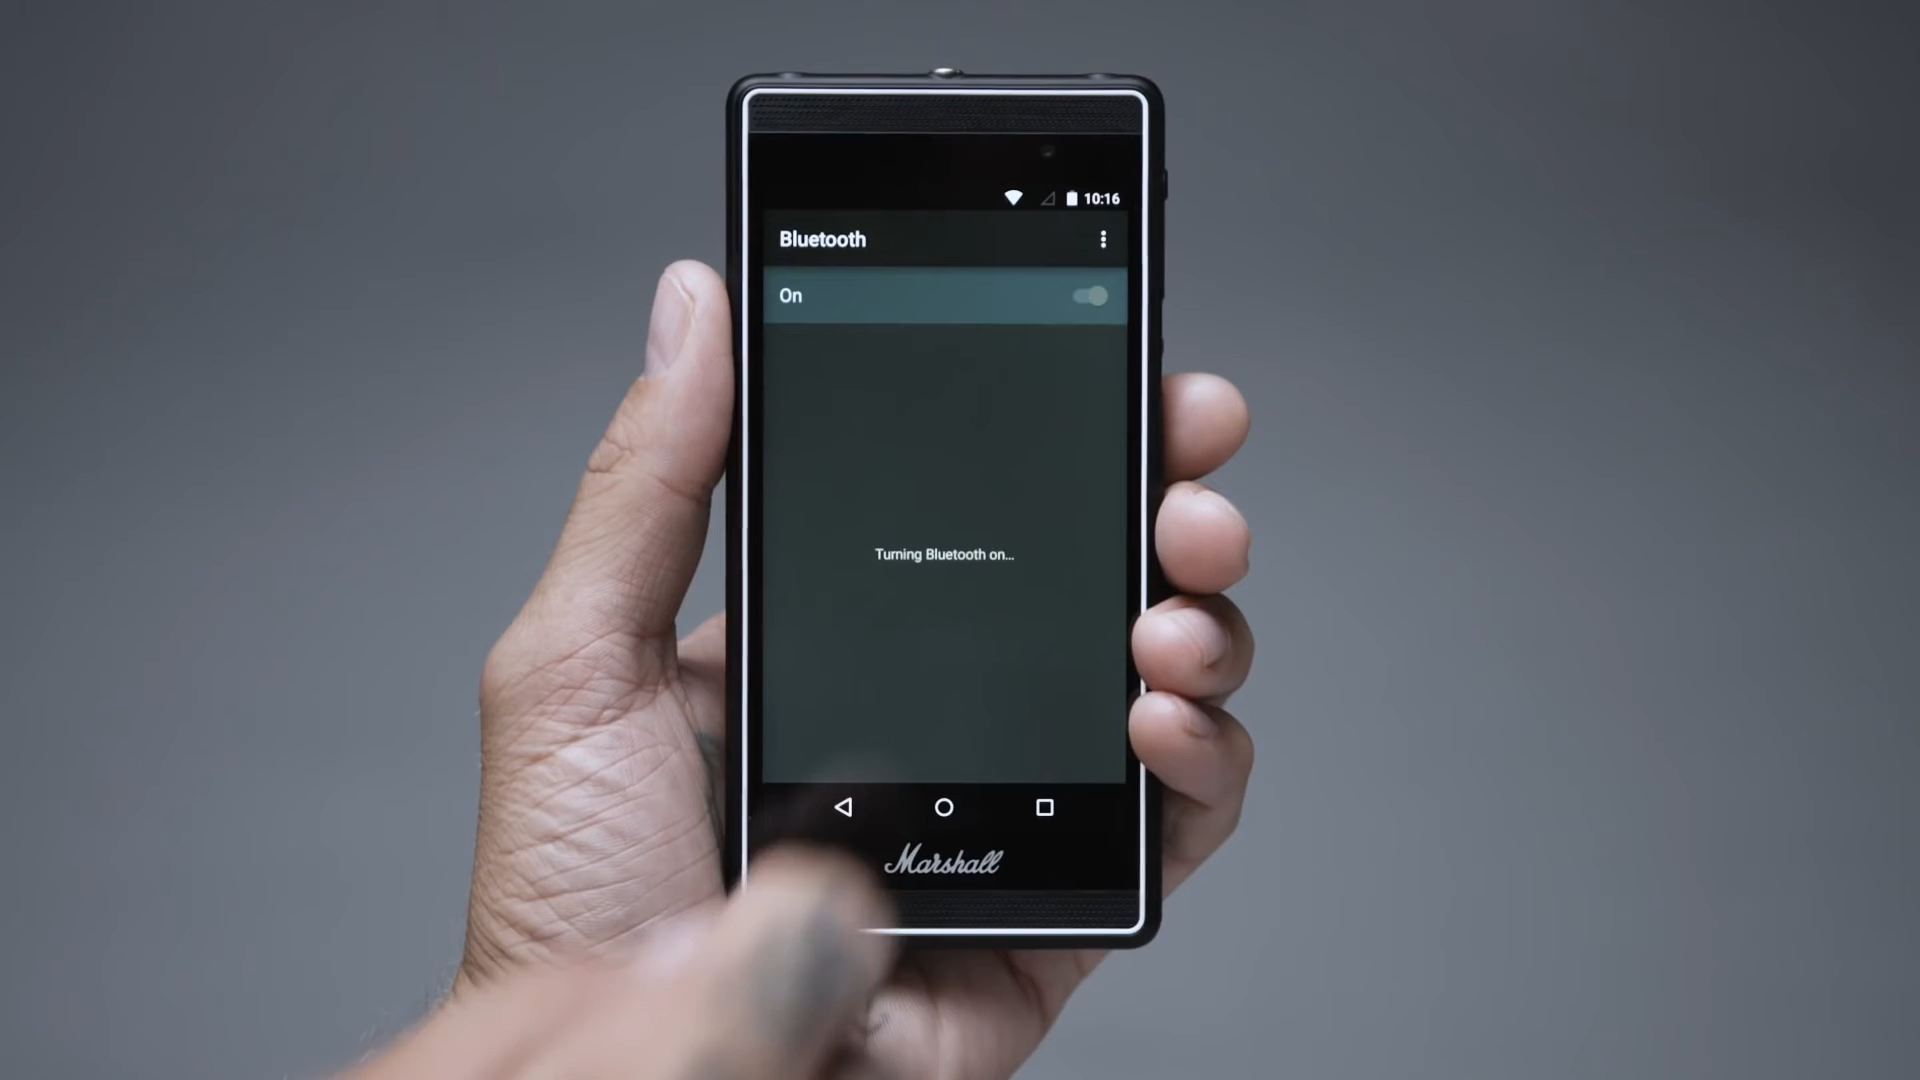 10:16
Bluetooth
On
Turning Bluetooth on...
Marshall